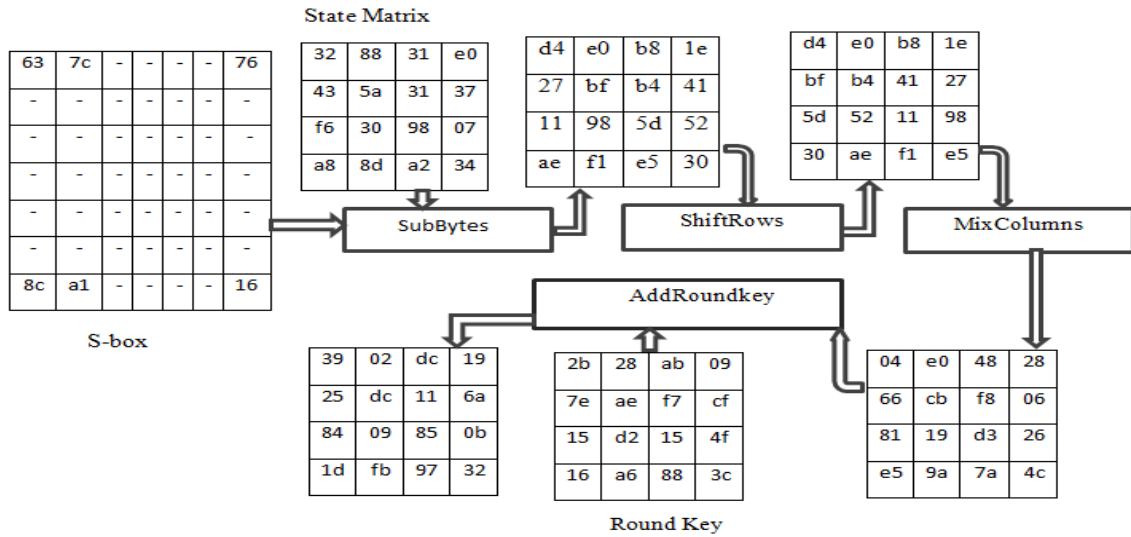 State Matrix
63 7c - - - - 76
- - - - - - -
- - - - - - -
- - - - - - -
- - - - - - -
- - - - - - -
8c a1 - - - - 16
S-box
32 88 31 e0
43 5a 31 37
f6 30 98 07
a8 8d a2 34
SubBytes
d4 e0 b8 1e
27 bf b4 41
11 98 5d 52
ae f1 e5 30
ShiftRows
d4 e0 b8 1e
bf b4 41 27
5d 52 11 98
30 ae f1 e5
MixColumns
AddRoundkey
39 02 dc 19
25 dc 11 6a
84 09 85 0b
1d fb 97 32
2b 28 ab 09
7e ae f7 cf
15 d2 15 4f
16 a6 88 3c
Round Key
04 e0 48 28
66 cb f8 06
81 19 d3 26
e5 9a 7a 4c